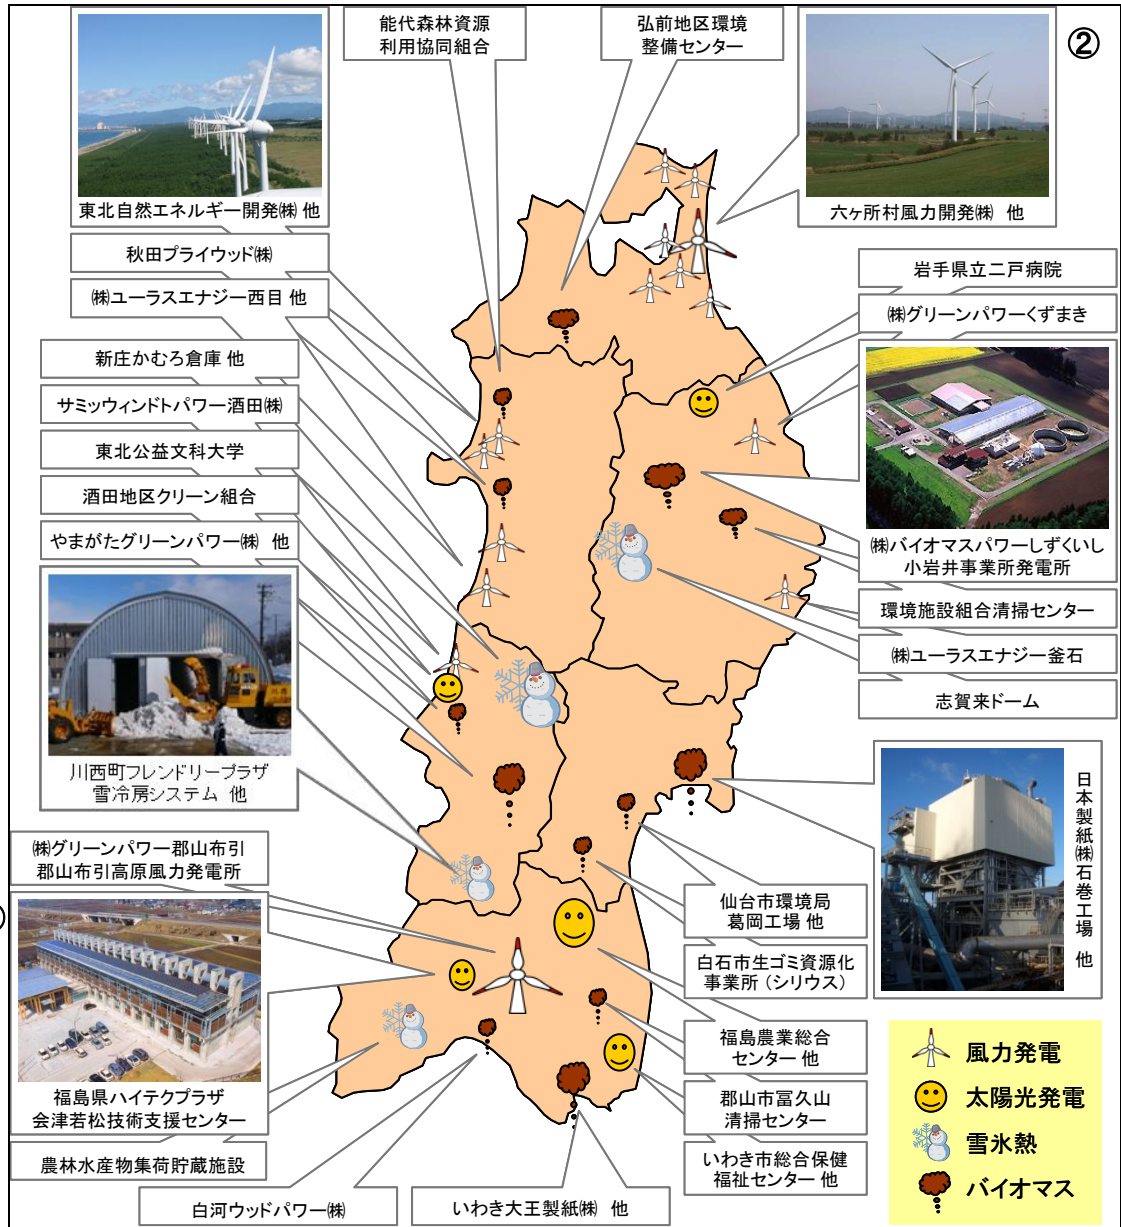 能代森林資源
利用協同組合
弘前地区環境
整備センター
②
東北自然エネルギー開発㈱ 他
六ヶ所村風力開発㈱ 他
秋田プライウッド㈱
㈱ユーラスエナジー西目 他
岩手県立二戸病院
㈱グリーンパワーくずまき
新庄かむろ倉庫 他
サミッウィンドトパワー酒田㈱
東北公益文科大学
酒田地区クリーン組合
やまがたグリーンパワー㈱ 他
㈱バイオマスパワーしずくいし
小岩井事業所発電所
環境施設組合清掃センター
㈱ユーラスエナジー釜石
志賀来ドーム
川西町フレンドリープラザ
雪冷房システム 他
日本製紙㈱石巻工場 他
㈱グリーンパワー郡山布引
郡山布引高原風力発電所
仙台市環境局
葛岡工場 他
白石市生ゴミ資源化
事業所（シリウス）
福島県ハイテクプラザ
会津若松技術支援センター
福島農業総合
センター 他
郡山市冨久山
清掃センター
いわき市総合保健
福祉センター 他
農林水産物集荷貯蔵施設
白河ウッドパワー㈱
いわき大王製紙㈱ 他
風力発電
太陽光発電
雪氷熱
バイオマス